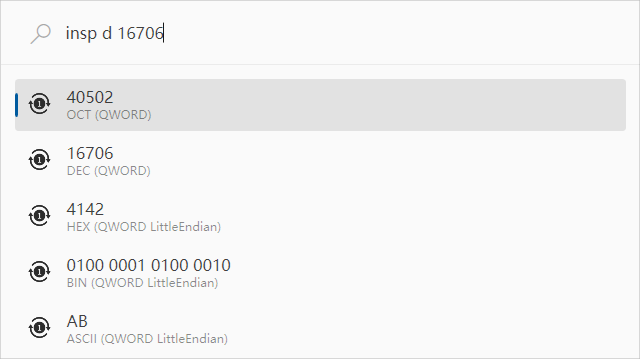 insp d 16706
40502
OCT (QWORD)
16706
DEC (QWORD)
4142
HEX (QWORD LittleEndian)
0100 0001 0100 0010
BIN (QWORD LittleEndian)
AB
ASCII (QWORD LittleEndian)